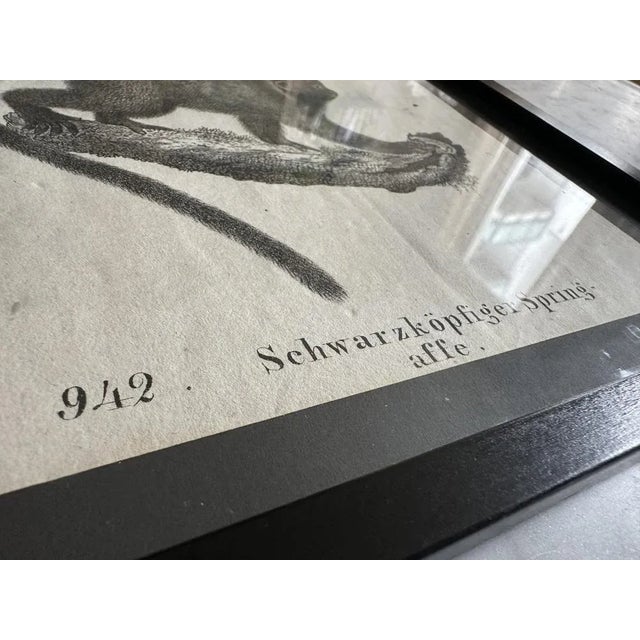 942. Schwarzköpfiger Spring-
affe.